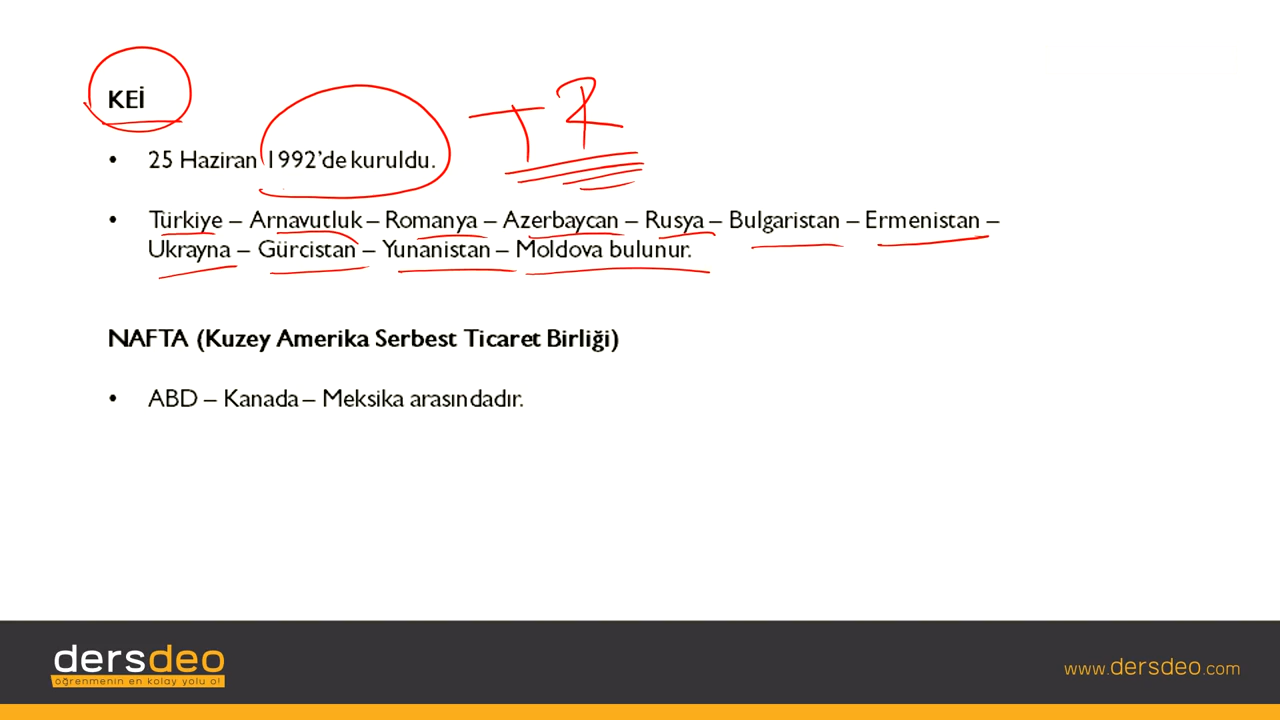 KEİ
TR
• 25 Haziran 1992'de kuruldu.
• Türkiye – Arnavutluk – Romanya – Azerbaycan – Rusya – Bulgaristan – Ermenistan –
Ukrayna – Gürcistan – Yunanistan – Moldova bulunur.
NAFTA (Kuzey Amerika Serbest Ticaret Birliği)
• ABD – Kanada – Meksika arasındadır.
dersdeo
öğrenmenin en kolay yolu o!
www.dersdeo.com